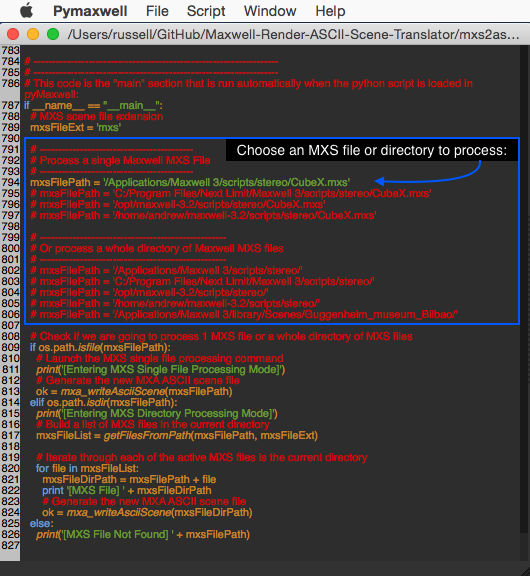 Pymaxwell File Script Window Help
/Users/russell/GitHub/Maxwell-Render-ASCII-Scene-Translator/mxs2as...
783
784 # ------------------------------------------------------------------
785 # ------------------------------------------------------------------
786 # This code is the "main" section that is run automatically when the python script is loaded in
pyMaxwell:
787 if __name__ == "__main__":
788 # MXS scene file extension
789 mxsFileExt = 'mxs'
790
Choose an MXS file or directory to process:
791 # -----------------------------------------
792 # Process a single Maxwell MXS File
793 # -----------------------------------------
794 mxsFilePath = '/Applications/Maxwell 3/scripts/stereo/CubeX.mxs'
795 # mxsFilePath = 'C:/Program Files/Next Limit/Maxwell 3/scripts/stereo/CubeX.mxs'
796 # mxsFilePath = '/opt/maxwell-3.2/scripts/stereo/CubeX.mxs'
797 # mxsFilePath = '/home/andrew/maxwell-3.2/scripts/stereo/CubeX.mxs'
798
799 # --------------------------------------------------
800 # Or process a whole directory of Maxwell MXS files
801 # --------------------------------------------------
802 # mxsFilePath = '/Applications/Maxwell 3/scripts/stereo/'
803 # mxsFilePath = 'C:/Program Files/Next Limit/Maxwell 3/scripts/stereo/'
804 # mxsFilePath = '/opt/maxwell-3.2/scripts/stereo/'
805 # mxsFilePath = '/home/andrew/maxwell-3.2/scripts/stereo/'
806 # mxsFilePath = '/Applications/Maxwell 3/library/Scenes/Guggenheim_museum_Bilbao/'
807
808 # Check if we are going to process 1 MXS file or a whole directory of MXS files
809 if os.path.isfile(mxsFilePath):
810 # Launch the MXS single file processing command
811 print('[Entering MXS Single File Processing Mode]')
812 # Generate the new MXA ASCII scene file
813 ok = mxa_writeAsciiScene(mxsFilePath)
814 elif os.path.isdir(mxsFilePath):
815 print('[Entering MXS Directory Processing Mode]')
816 # Build a list of MXS files in the current directory
817 mxsFileList = getFilesFromPath(mxsFilePath, mxsFileExt)
818
819 # Iterate through each of the active MXS files is the current directory
820 for file in mxsFileList:
821 mxsFileDirPath = mxsFilePath + file
822 print '[MXS File] ' + mxsFileDirPath
823 # Generate the new MXA ASCII scene file
824 ok = mxa_writeAsciiScene(mxsFileDirPath)
825 else:
826 print('[MXS File Not Found] ' + mxsFilePath)
827